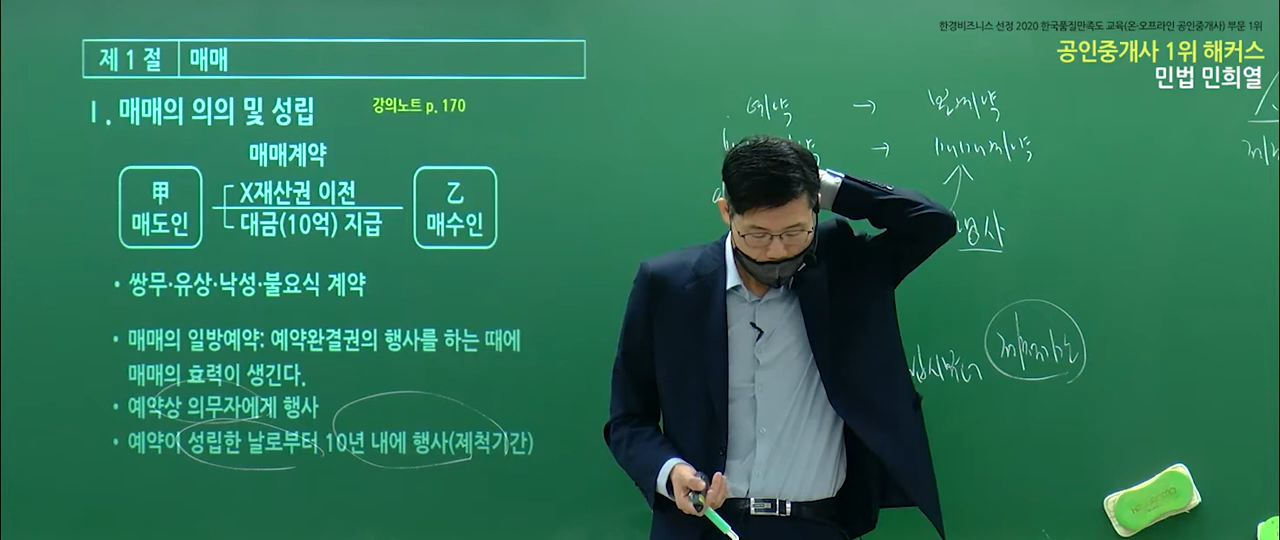 한경비즈니스 선정 2020 한국품질만족도 교육(온·오프라인 공인중개사) 부문 1위
공인중개사 1위 해커스
민법 민희열
제 1 절 매매
Ⅰ. 매매의 의의 및 성립
강의노트 p. 170
매매계약
甲
매도인
X재산권 이전
대금(10억) 지급
乙
매수인
• 쌍무·유상·낙성·불요식 계약
• 매매의 일방예약: 예약완결권의 행사를 하는 때에
매매의 효력이 생긴다.
• 예약상 의무자에게 행사
• 예약이 성립한 날로부터 10년 내에 행사(제척기간)
예약 → 본계약
→ 매매계약